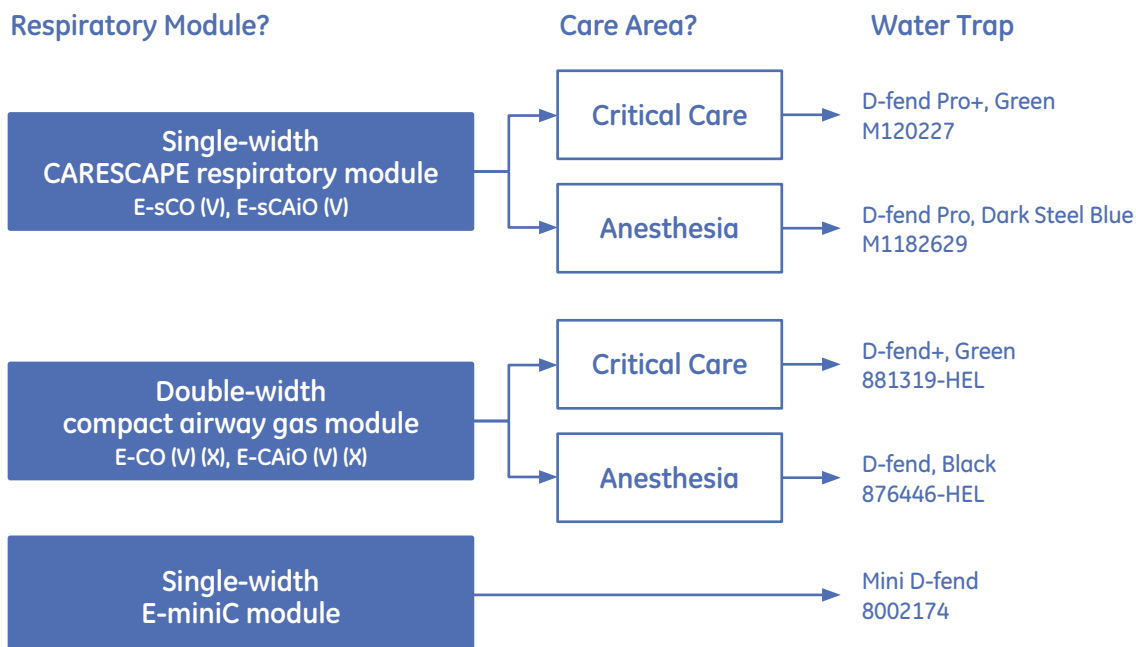 Respiratory Module?
Care Area?
Water Trap
Single-width
CARESCAPE respiratory module
E-sCO (V), E-sCAiO (V)
Critical Care
D-fend Pro+, Green
M120227
Anesthesia
D-fend Pro, Dark Steel Blue
M1182629
Double-width
compact airway gas module
E-CO (V) (X), E-CAiO (V) (X)
Critical Care
D-fend+, Green
881319-HEL
Anesthesia
D-fend, Black
876446-HEL
Single-width
E-miniC module
Mini D-fend
8002174